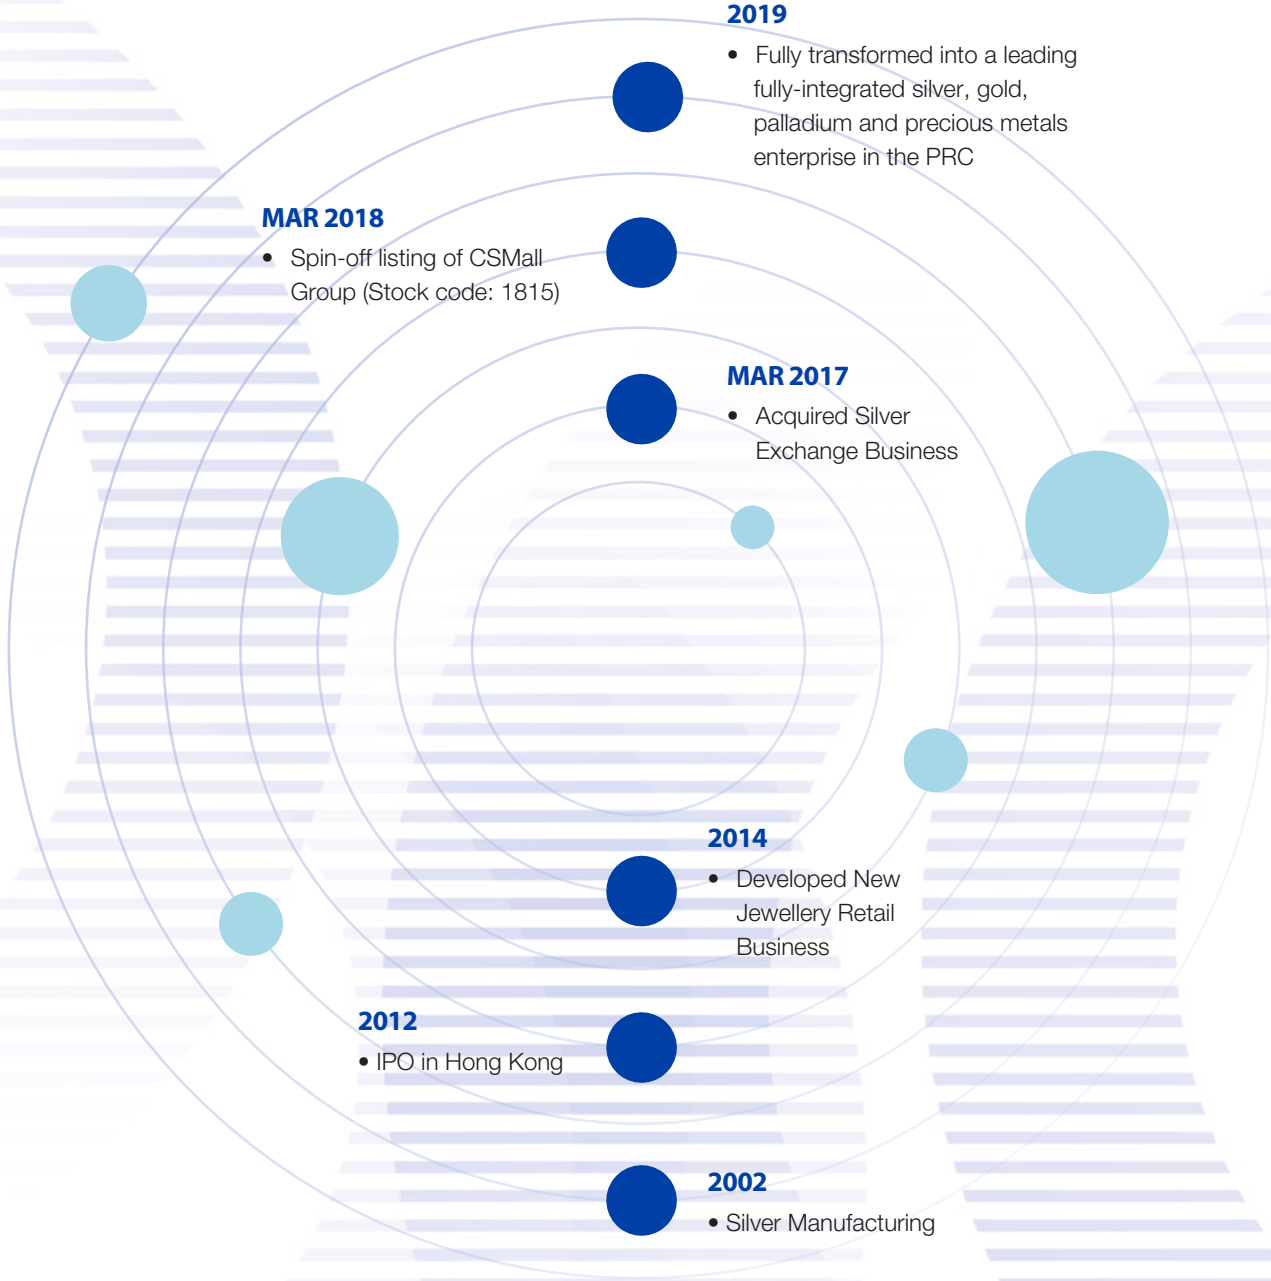 2019
• Fully transformed into a leading
fully-integrated silver, gold,
palladium and precious metals
enterprise in the PRC
MAR 2018
• Spin-off listing of CSMall
Group (Stock code: 1815)
MAR 2017
• Acquired Silver
Exchange Business
2014
• Developed New
Jewellery Retail
Business
2012
• IPO in Hong Kong
2002
• Silver Manufacturing